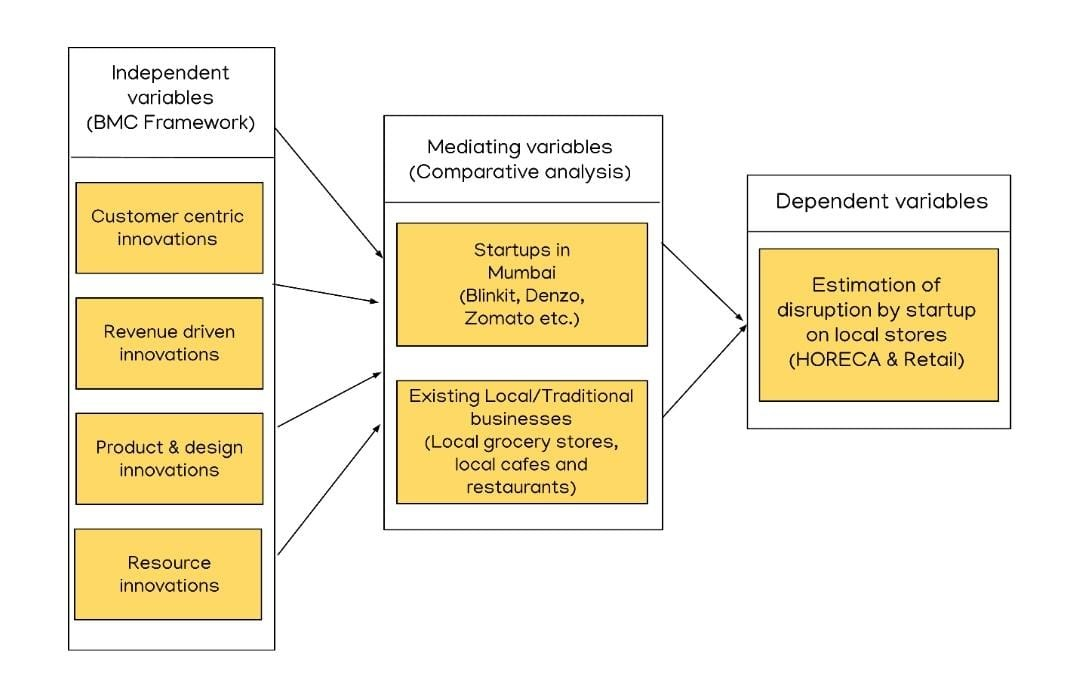 Independent
variables
(BMC Framework)
Customer centric
innovations
Revenue driven
innovations
Product & design
innovations
Resource
innovations
Mediating variables
(Comparative analysis)
Startups in
Mumbai
(Blinkit, Denzo,
Zomato etc.)
Existing Local/Traditional
businesses
(Local grocery stores,
local cafes and
restaurants)
Dependent variables
Estimation of
disruption by startup
on local stores
(HORECA & Retail)